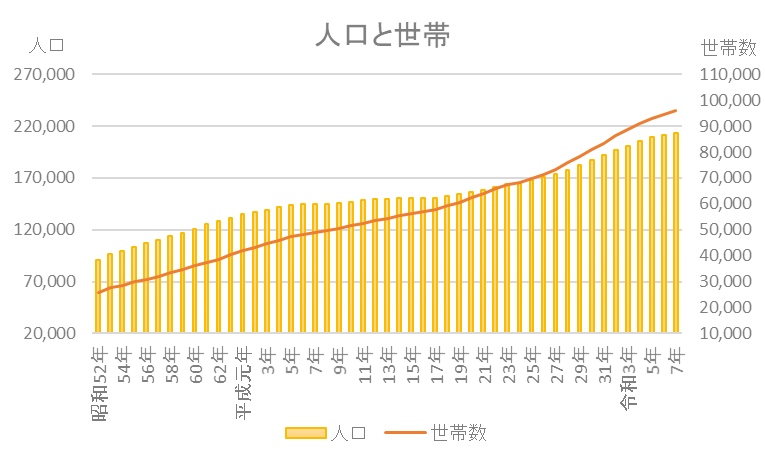 人口と世帯
人口
世帯数
270,000
220,000
170,000
120,000
70,000
20,000
110,000
100,000
90,000
80,000
70,000
60,000
50,000
40,000
30,000
20,000
10,000
昭和52年
54年
56年
58年
60年
62年
平成元年
3年
5年
7年
9年
11年
13年
15年
17年
19年
21年
23年
25年
27年
29年
31年
令和3年
5年
7年
人口
世帯数